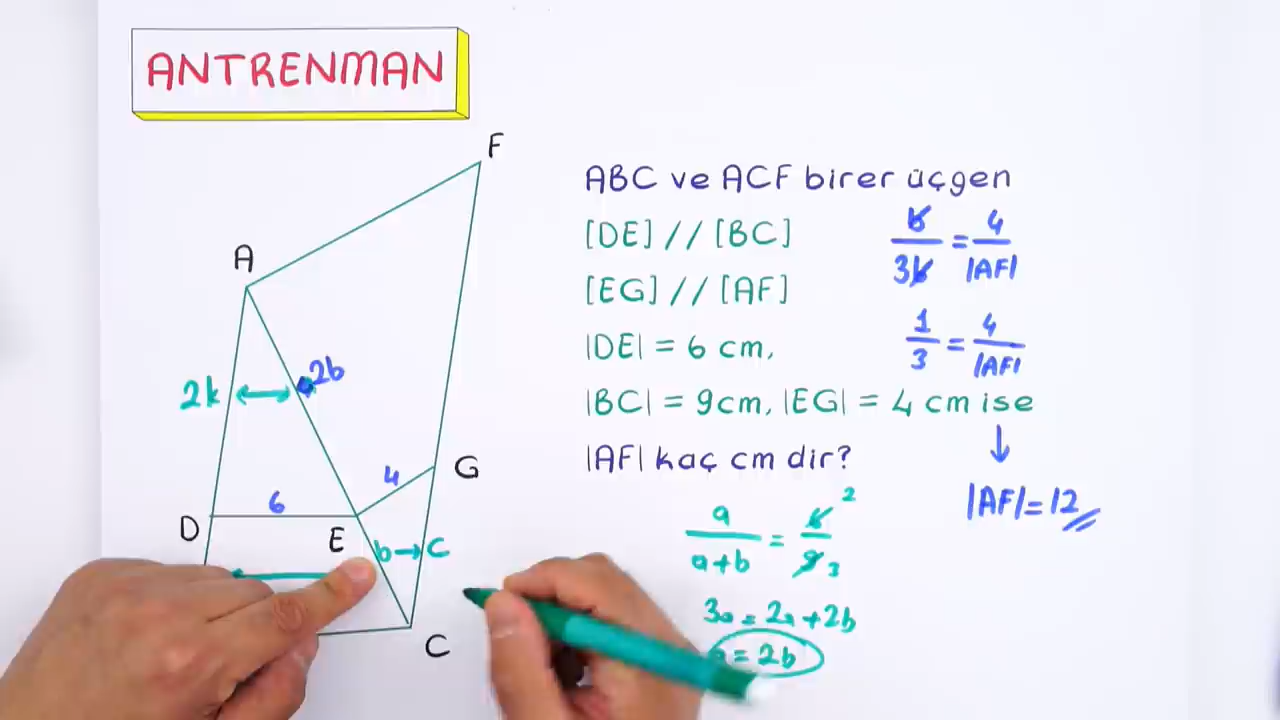 ANTRENMAN
F
A
2k
2b
4
G
6
D
E
b→C
C
ABC ve ACF birer üçgen
[DE] // [BC]
[EG] // [AF]
|DE| = 6 cm,
|BC| = 9cm, |EG| = 4 cm ise
|AF| kaç cm dir?
b/3b = 4/|AF|
1/3 = 4/|AF|
↓
|AF| = 12
a/a+b = 6/9 2 3
3a = 2a + 2b
= 2b